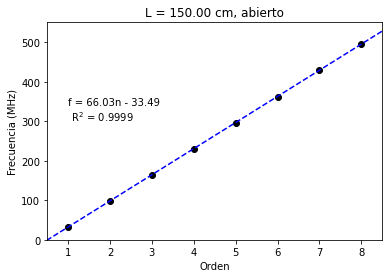 L = 150.00 cm, abierto
Frecuencia (MHz)
500
400
300
200
100
0
f = 66.03n - 33.49
R² = 0.9999
1 2 3 4 5 6 7 8
Orden